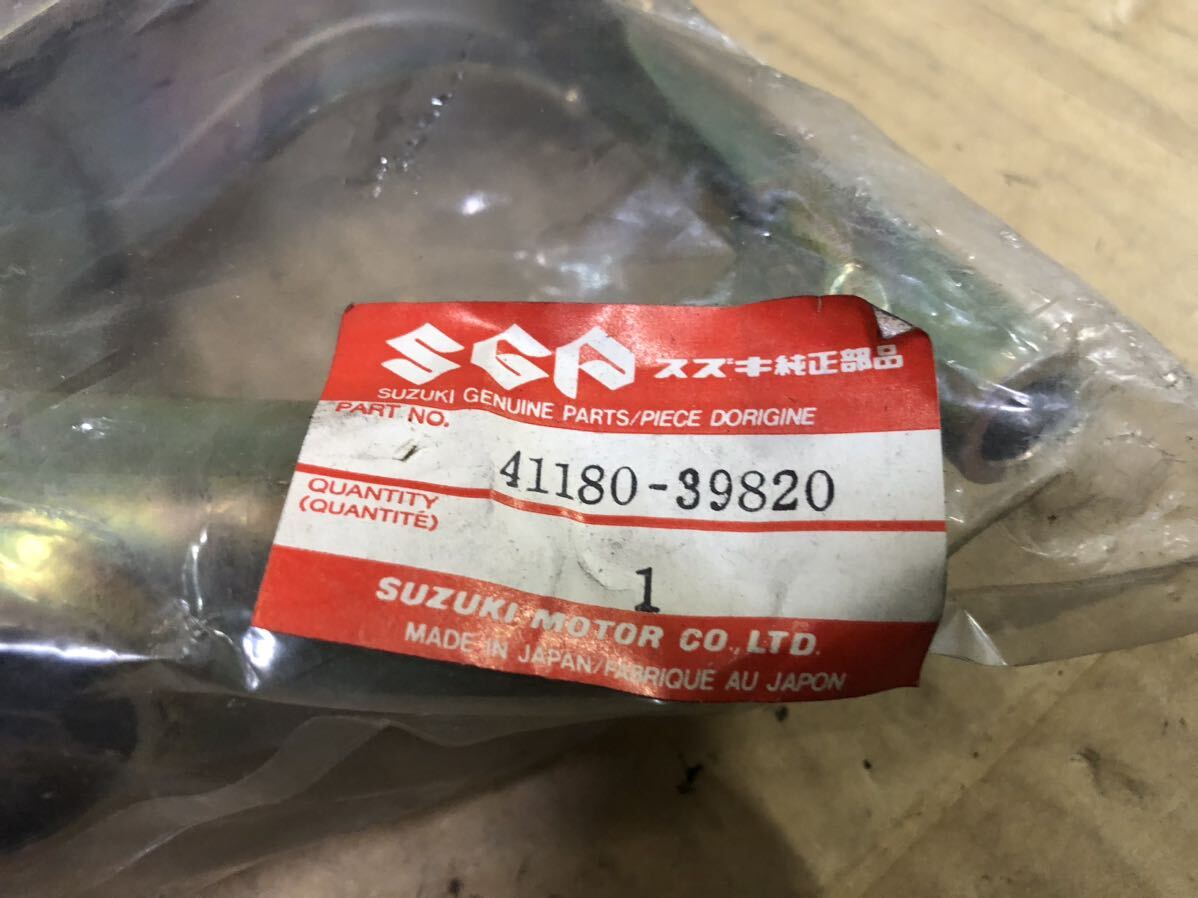 SGP スズキ純正部品
SUZUKI GENUINE PARTS/PIECE DORIGINE
PART NO.
41180-39820
QUANTITY
(QUANTITÉ)
1
SUZUKI MOTOR CO., LTD.
MADE IN JAPAN/FABRIQUÉ AU JAPON